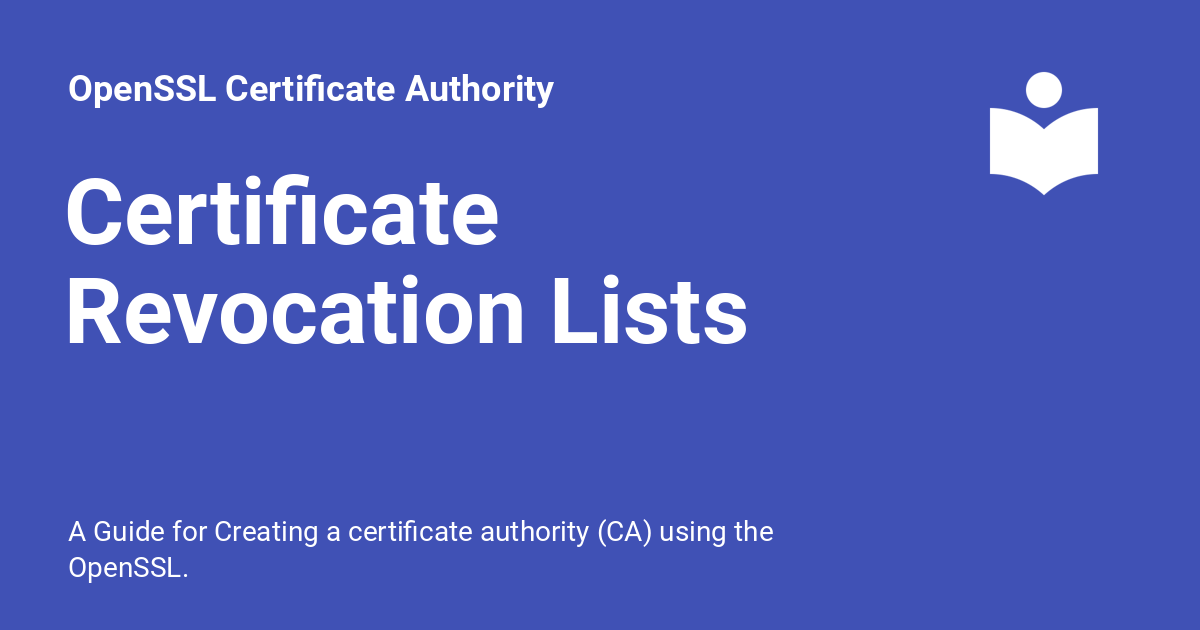 OpenSSL Certificate Authority
Certificate
Revocation Lists
A Guide for Creating a certificate authority (CA) using the
OpenSSL.